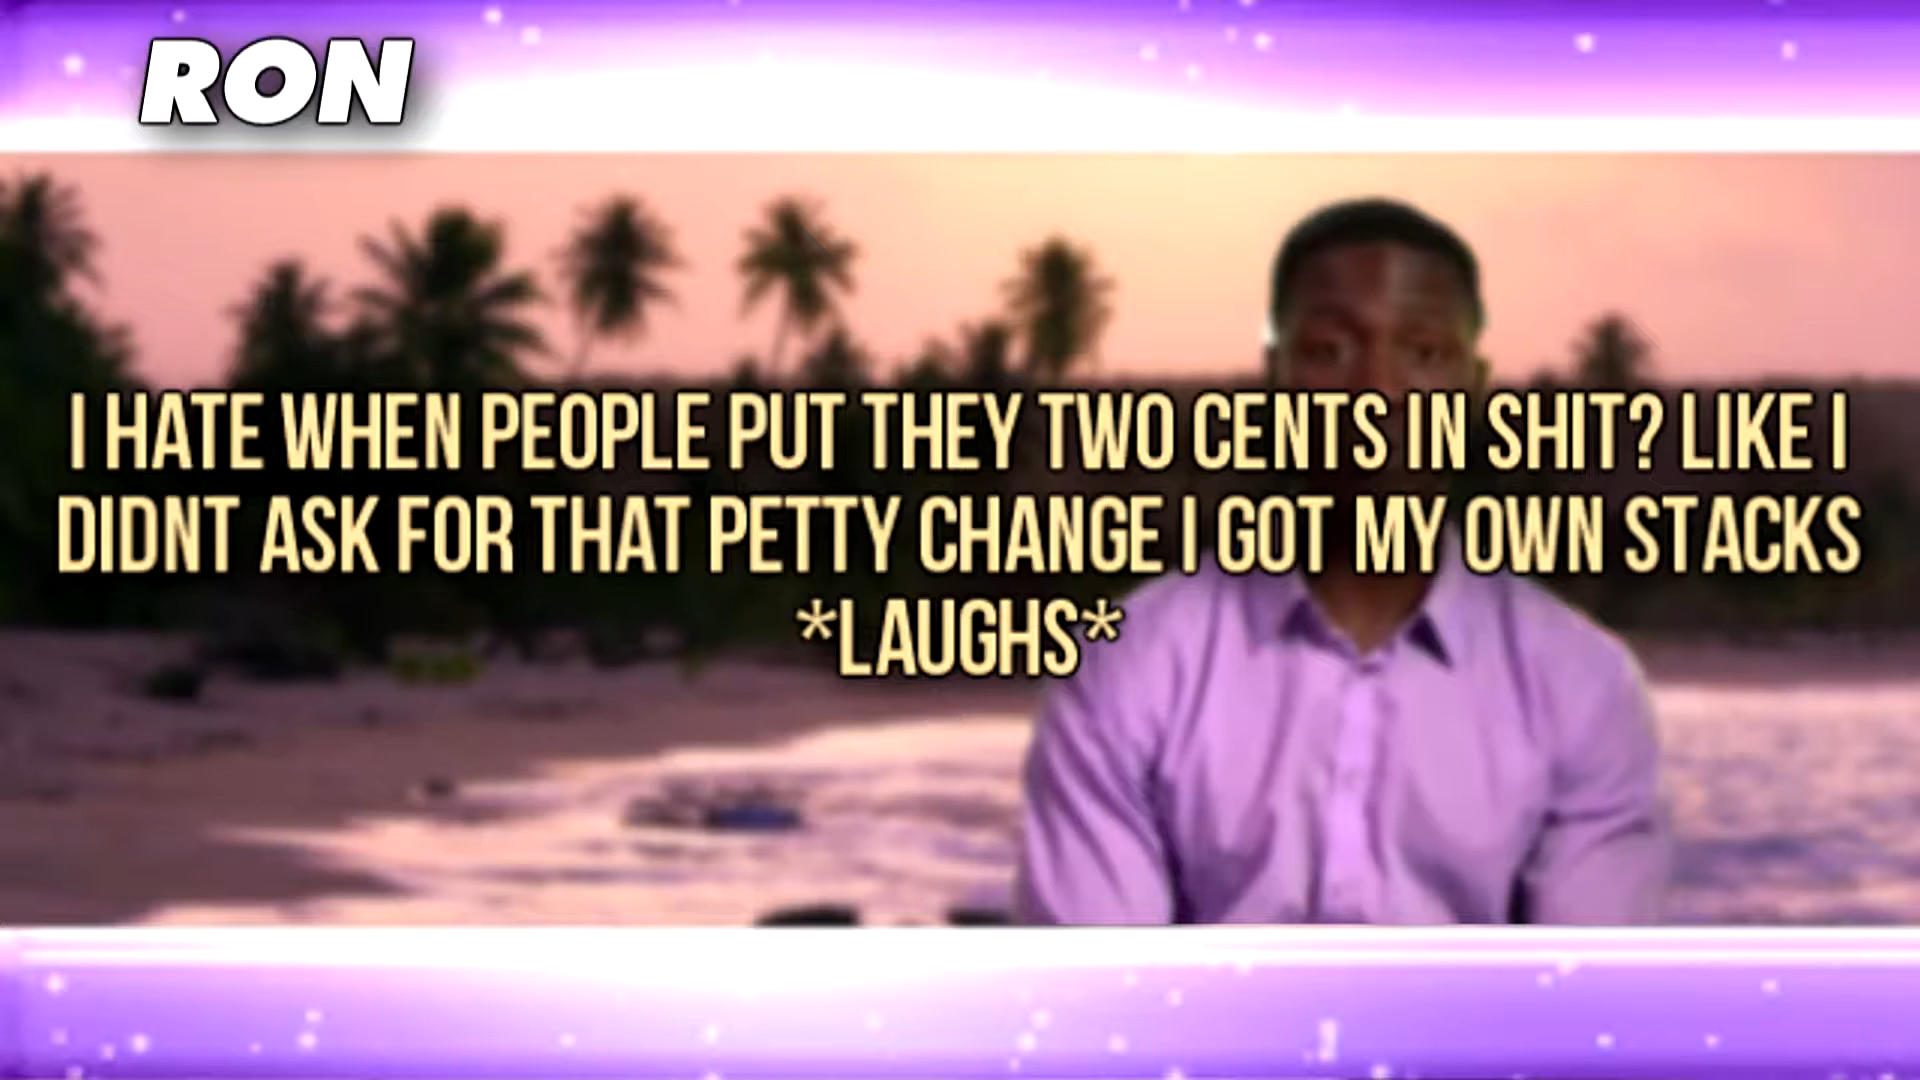 RON
I HATE WHEN PEOPLE PUT THEY TWO CENTS IN SHIT? LIKE I
DIDNT ASK FOR THAT PETTY CHANGE I GOT MY OWN STACKS
*LAUGHS*